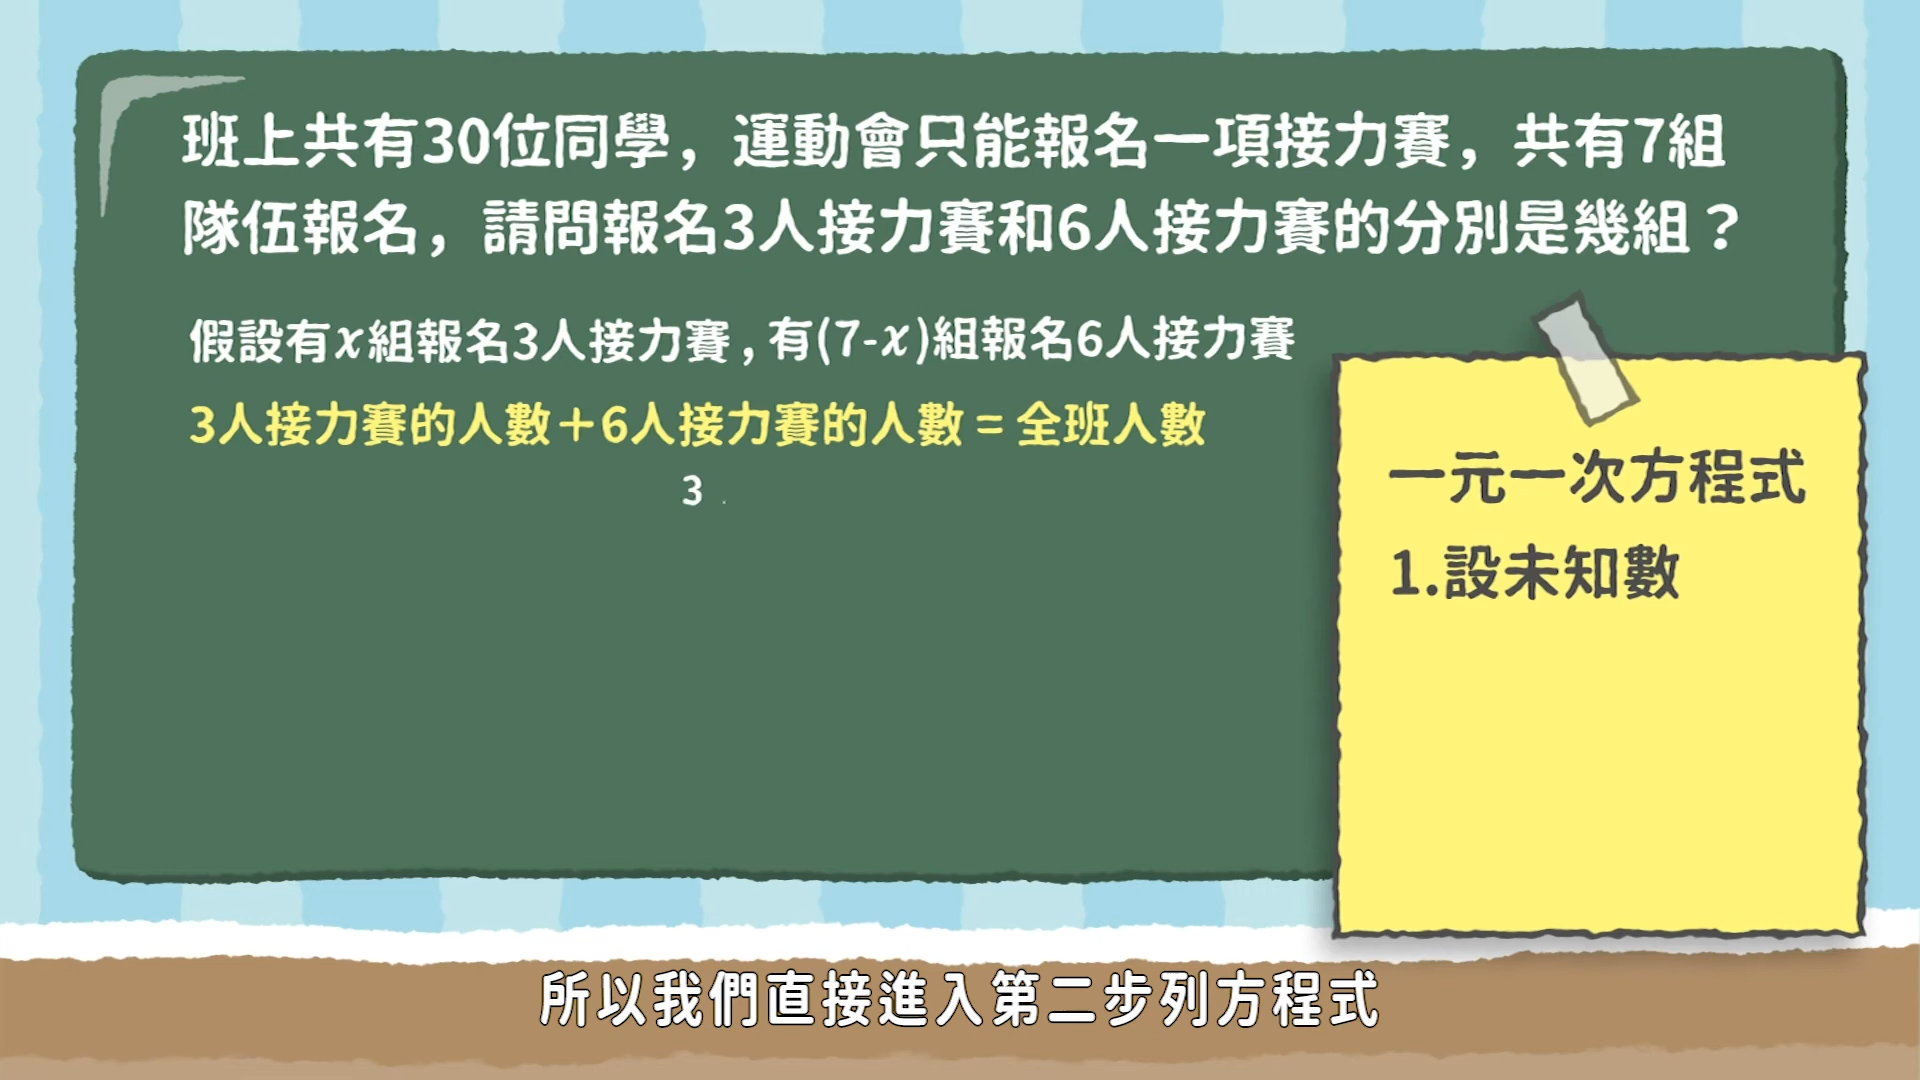 班上共有30位同學，運動會只能報名一項接力賽，共有7組
隊伍報名，請問報名3人接力賽和6人接力賽的分別是幾組？
假設有x組報名3人接力賽，有(7-x)組報名6人接力賽
3人接力賽的人數＋6人接力賽的人數 = 全班人數
3
一元一次方程式
1.設未知數
所以我們直接進入第二步列方程式